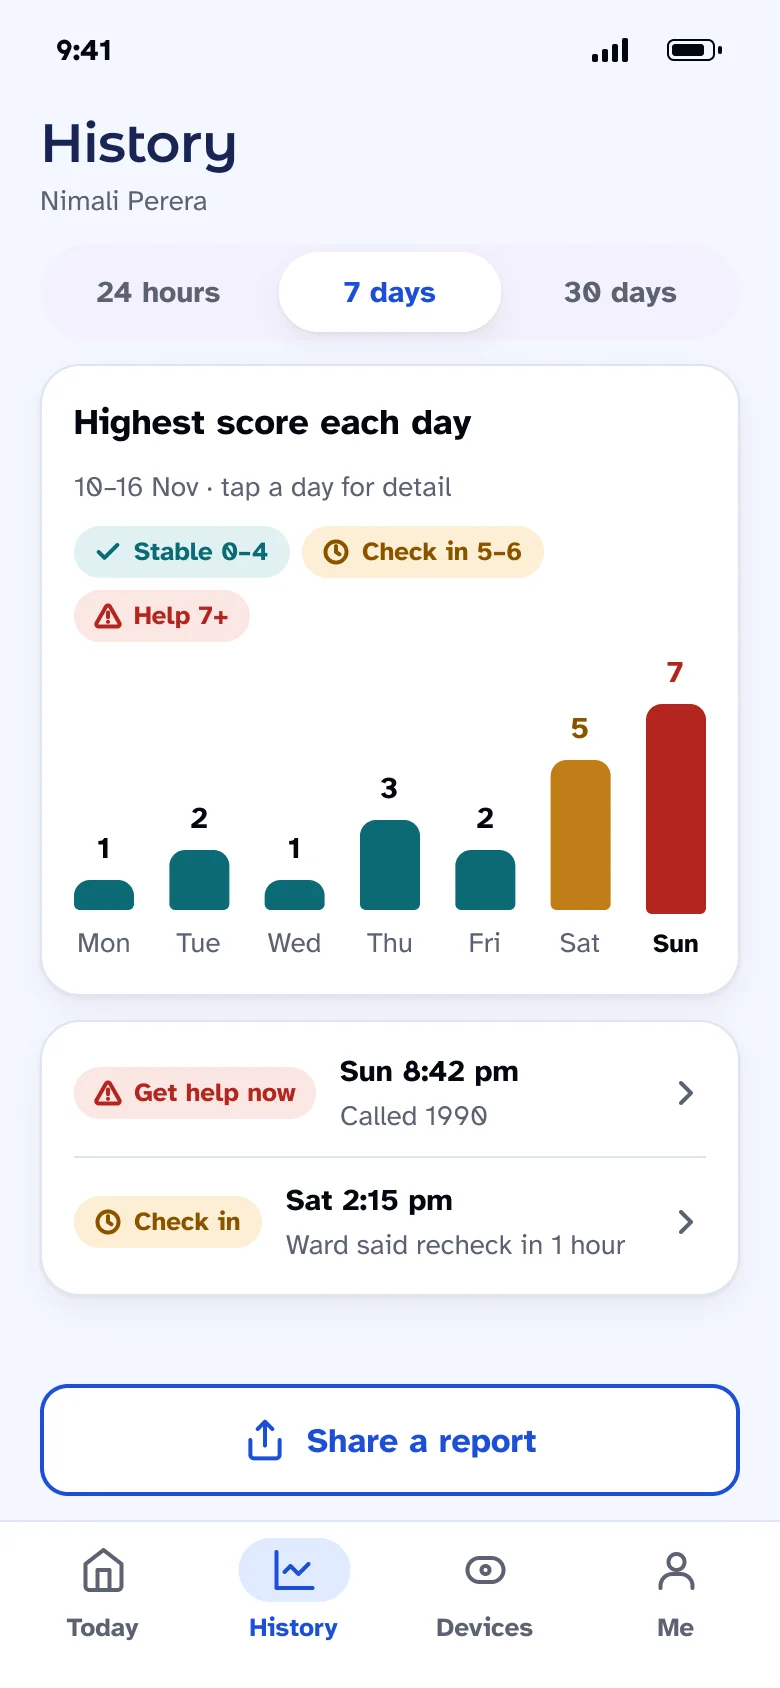 9:41
History
Nimali Perera
24 hours 7 days 30 days
Highest score each day
10–16 Nov · tap a day for detail
Stable 0–4 Check in 5–6
Help 7+
1 2 1 3 2 5 7
Mon Tue Wed Thu Fri Sat Sun
Get help now Sun 8:42 pm
Called 1990
Check in Sat 2:15 pm
Ward said recheck in 1 hour
Share a report
Today History Devices Me